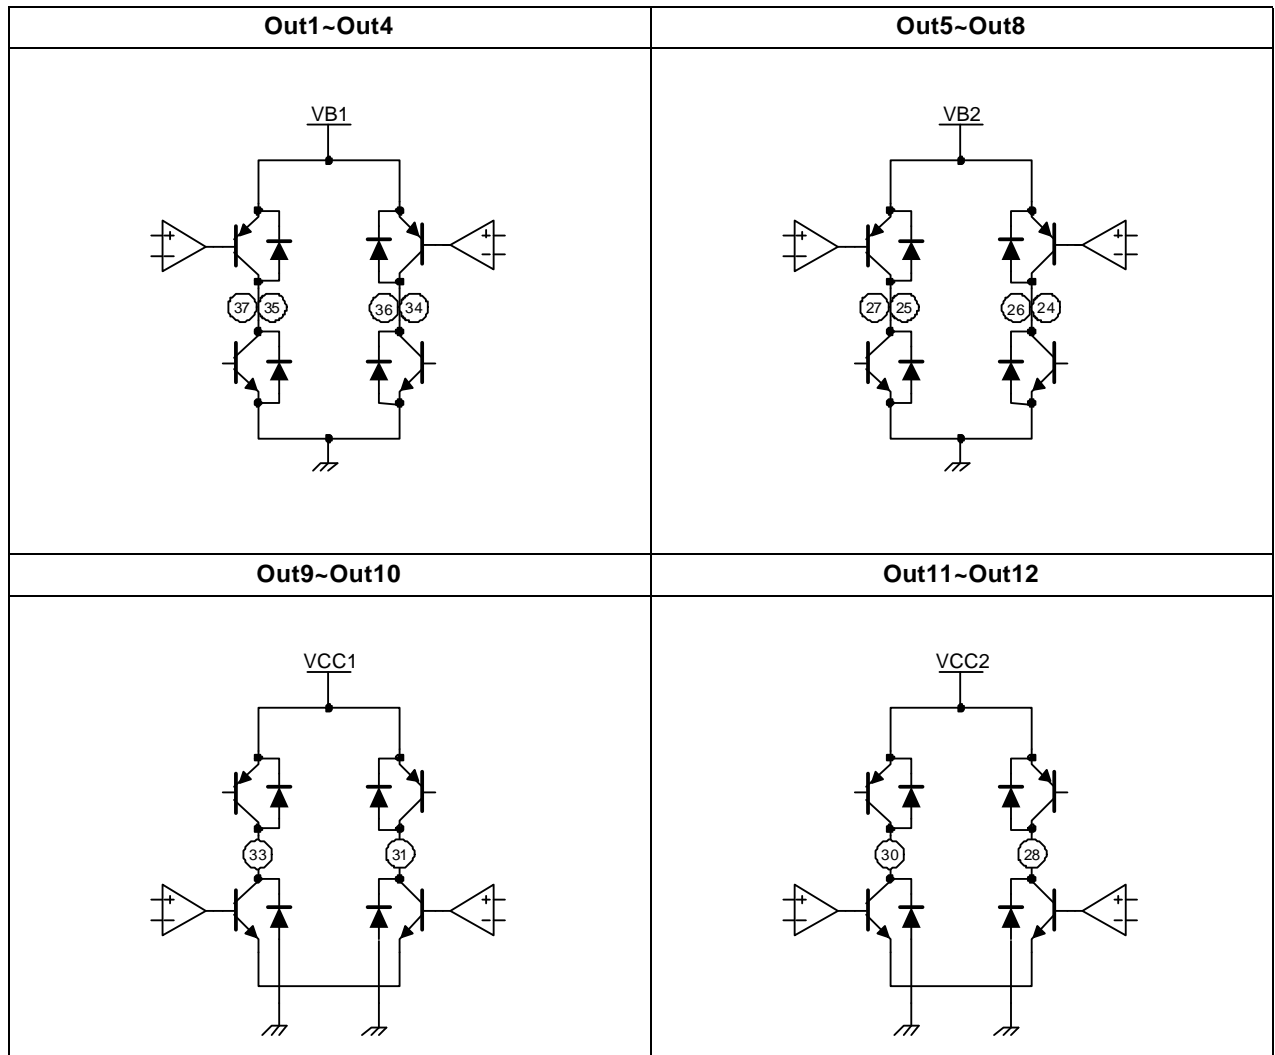 Out1~Out4
Out5~Out8
VB1
VB2
+
−
+
−
+
−
+
−
37 35 36 34
27 25 26 24
Out9~Out10
Out11~Out12
VCC1
VCC2
33 31
30 28
+
−
+
−
+
−
+
−